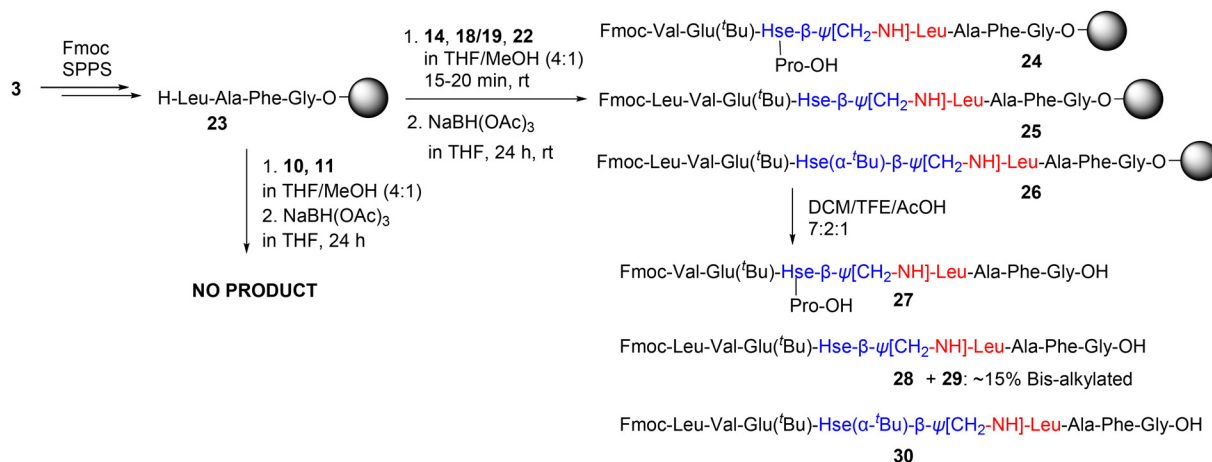 3
Fmoc
SPPS
H-Leu-Ala-Phe-Gly-O
23
1. 14, 18/19, 22
in THF/MeOH (4:1)
15-20 min, rt
2. NaBH(OAc)₃
in THF, 24 h, rt
1. 10, 11
in THF/MeOH (4:1)
2. NaBH(OAc)₃
in THF, 24 h
NO PRODUCT
Fmoc-Val-Glu(ᵗBu)-Hse-β-ψ[CH₂-NH]-Leu-Ala-Phe-Gly-O
Pro-OH
24
Fmoc-Leu-Val-Glu(ᵗBu)-Hse-β-ψ[CH₂-NH]-Leu-Ala-Phe-Gly-O
25
Fmoc-Leu-Val-Glu(ᵗBu)-Hse(α-ᵗBu)-β-ψ[CH₂-NH]-Leu-Ala-Phe-Gly-O
26
DCM/TFE/AcOH
7:2:1
Fmoc-Val-Glu(ᵗBu)-Hse-β-ψ[CH₂-NH]-Leu-Ala-Phe-Gly-OH
Pro-OH
27
Fmoc-Leu-Val-Glu(ᵗBu)-Hse-β-ψ[CH₂-NH]-Leu-Ala-Phe-Gly-OH
28 + 29: ~15% Bis-alkylated
Fmoc-Leu-Val-Glu(ᵗBu)-Hse(α-ᵗBu)-β-ψ[CH₂-NH]-Leu-Ala-Phe-Gly-OH
30